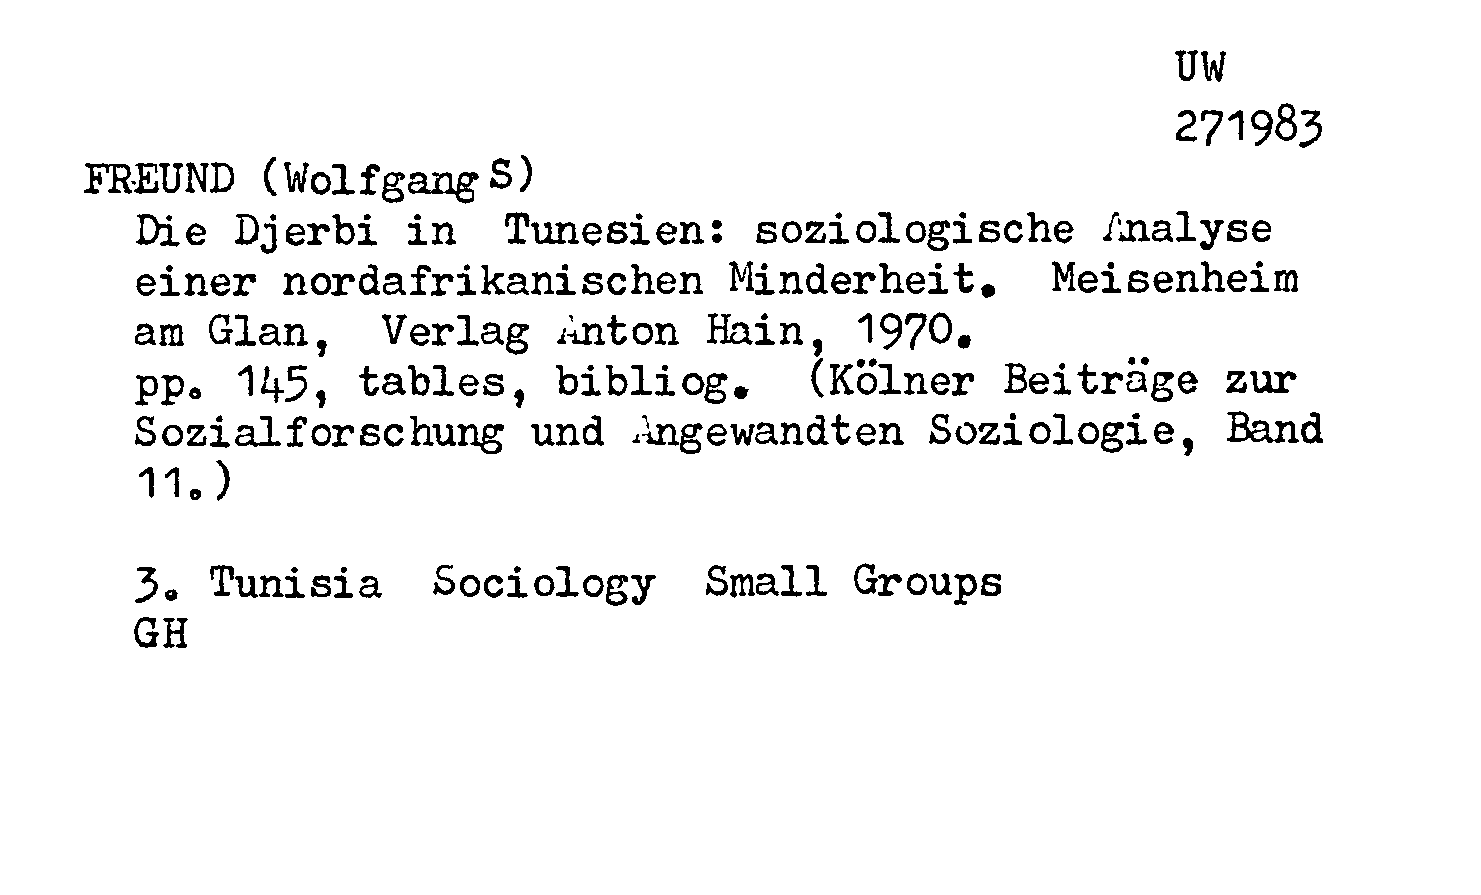 UW
271983
FREUND (Wolfgang S)
Die Djerbi in Tunesien: soziologische Analyse
einer nordafrikanischen Minderheit. Meisenheim
am Glan, Verlag Anton Hain, 1970.
pp. 145, tables, bibliog. (Kölner Beiträge zur
Sozialforschung und Angewandten Soziologie, Band
11.)
3. Tunisia Sociology Small Groups
GH